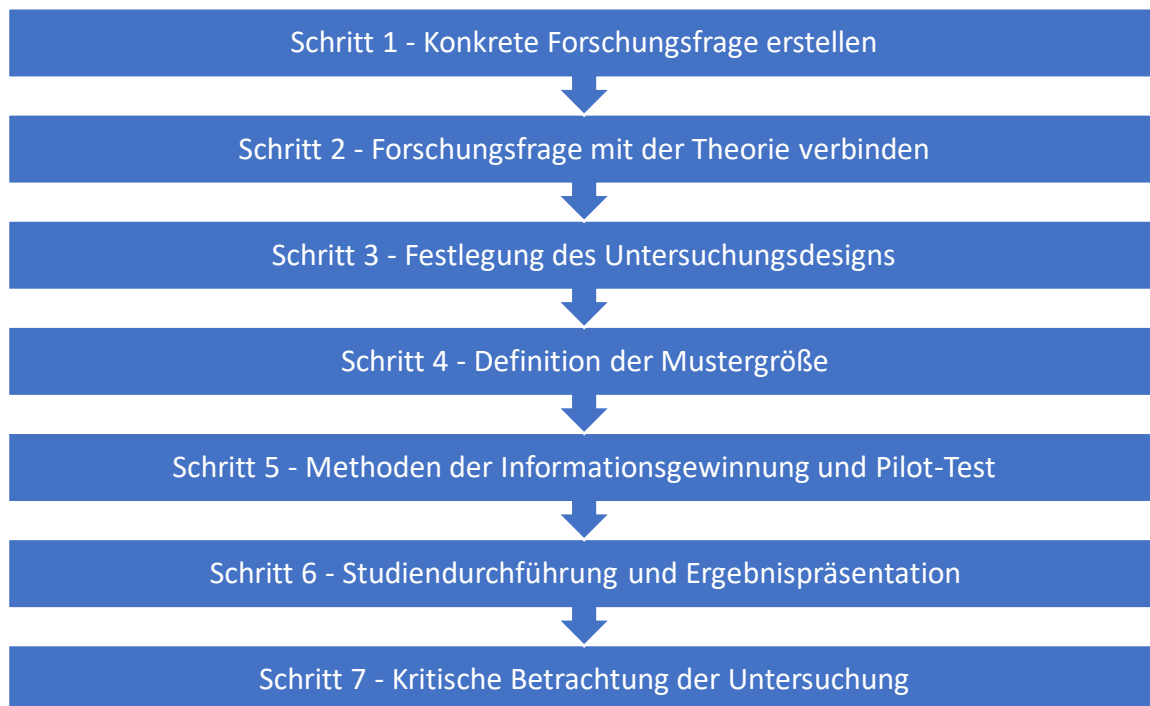 Schritt 1 - Konkrete Forschungsfrage erstellen
Schritt 2 - Forschungsfrage mit der Theorie verbinden
Schritt 3 - Festlegung des Untersuchungsdesigns
Schritt 4 - Definition der Mustergröße
Schritt 5 - Methoden der Informationsgewinnung und Pilot-Test
Schritt 6 - Studiendurchführung und Ergebnispräsentation
Schritt 7 - Kritische Betrachtung der Untersuchung